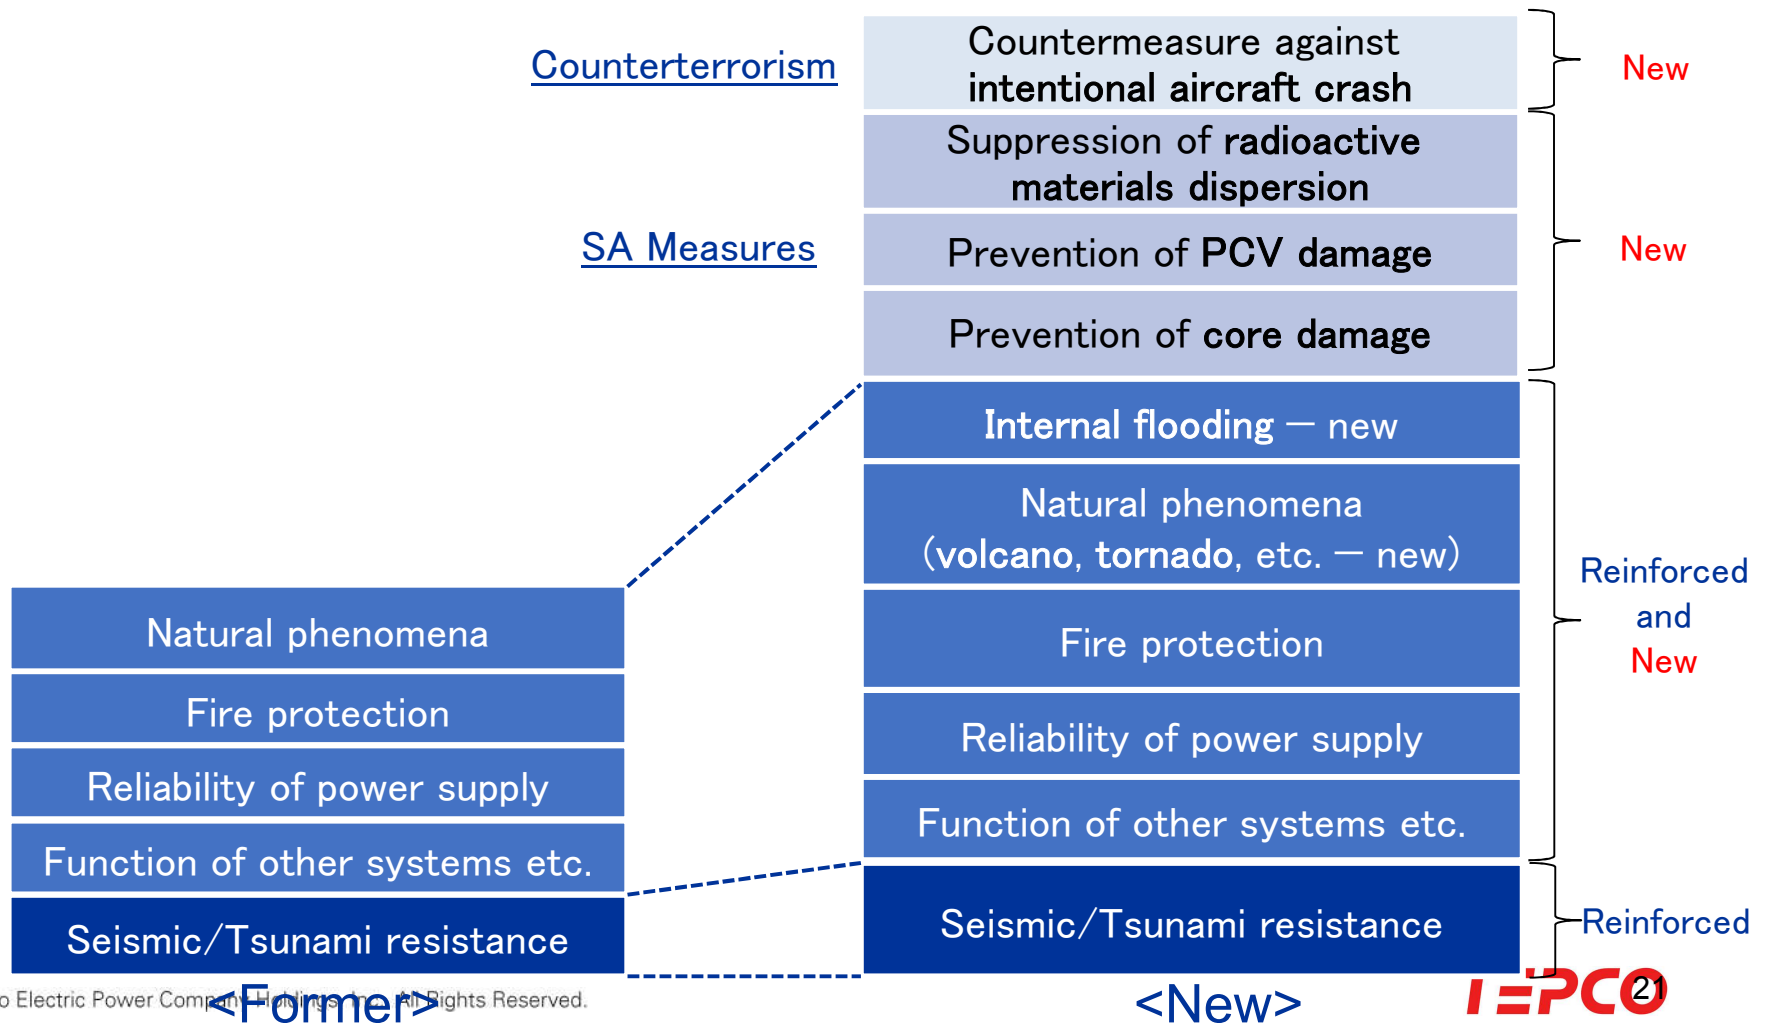 Counterterrorism
Countermeasure against
intentional aircraft crash
New
Suppression of radioactive
materials dispersion
SA Measures
Prevention of PCV damage
New
Prevention of core damage
Internal flooding － new
Natural phenomena
(volcano, tornado, etc. － new)
Fire protection
Reliability of power supply
Function of other systems etc.
Reinforced
and
New
Seismic/Tsunami resistance
Reinforced
Natural phenomena
Fire protection
Reliability of power supply
Function of other systems etc.
Seismic/Tsunami resistance
o Electric Power Company Holdings, Inc. All Rights Reserved.
<Former>
<New>
TEPCO
21